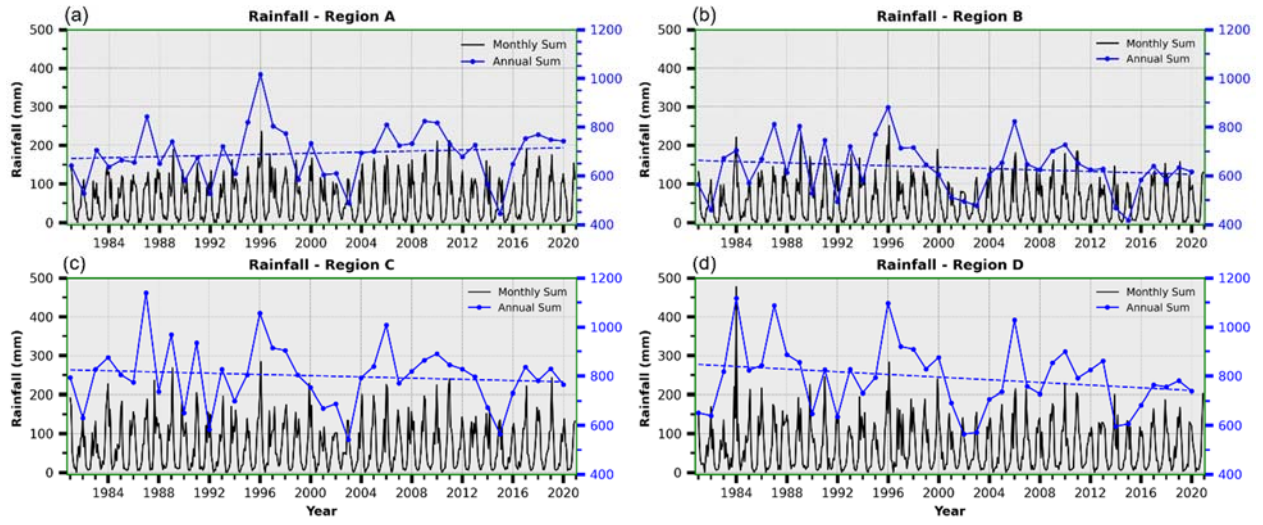 (a) Rainfall - Region A
(b) Rainfall - Region B
500 1200
400 1000
300 800
200
100 600
0 400
Rainfall (mm)
Monthly Sum
Annual Sum
1984 1988 1992 1996 2000 2004 2008 2012 2016 2020
500 1200
400 1000
300 800
200
100 600
0 400
Rainfall (mm)
Monthly Sum
Annual Sum
1984 1988 1992 1996 2000 2004 2008 2012 2016 2020
(c) Rainfall - Region C
(d) Rainfall - Region D
500 1200
400 1000
300 800
200
100 600
0 400
Rainfall (mm)
Monthly Sum
Annual Sum
1984 1988 1992 1996 2000 2004 2008 2012 2016 2020
Year
500 1200
400 1000
300 800
200
100 600
0 400
Rainfall (mm)
Monthly Sum
Annual Sum
1984 1988 1992 1996 2000 2004 2008 2012 2016 2020
Year